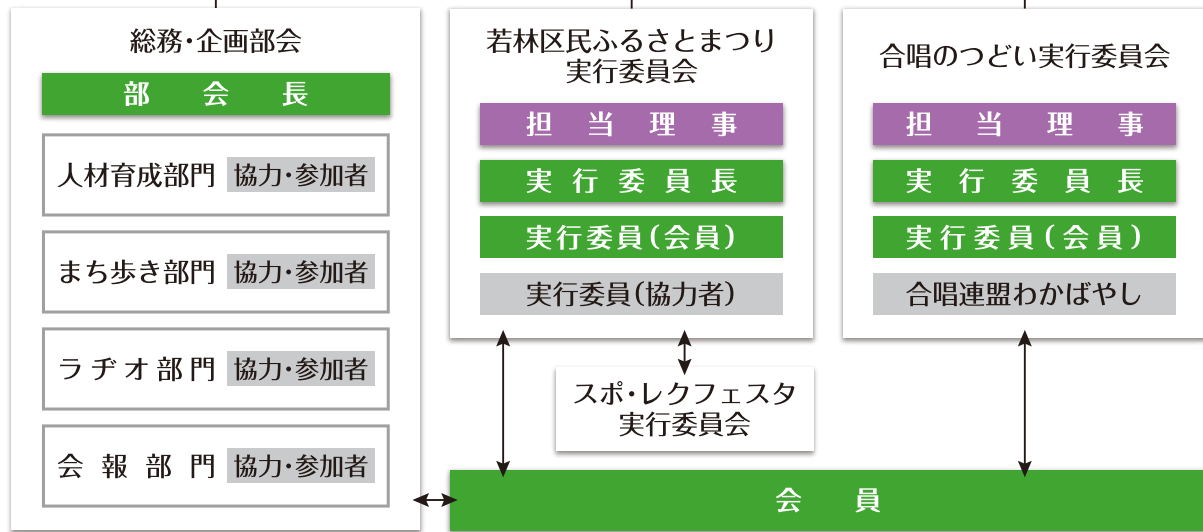 総務・企画部会
部会長
人材育成部門 協力・参加者
まち歩き部門 協力・参加者
ラヂオ部門 協力・参加者
会報部門 協力・参加者
若林区民ふるさとまつり
実行委員会
担当理事
実行委員長
実行委員(会員)
実行委員(協力者)
スポ・レクフェスタ
実行委員会
合唱のつどい実行委員会
担当理事
実行委員長
実行委員(会員)
合唱連盟わかばやし
会員